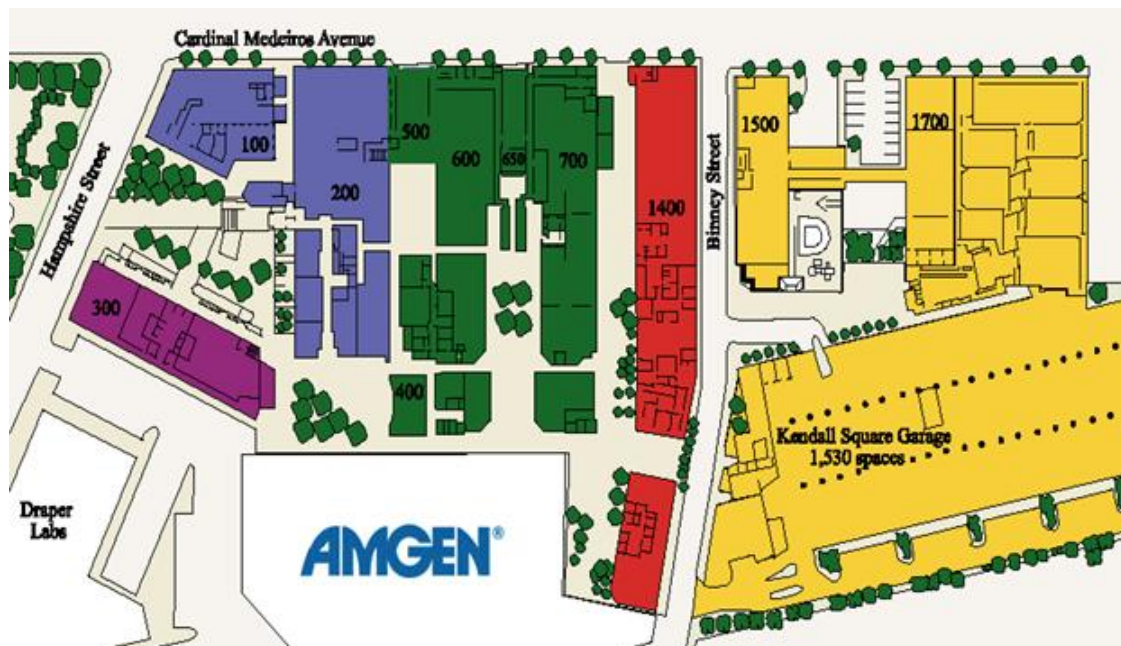 Cardinal Medeiros Avenue
Hampshire Street
100
200
300
400
500
600
650
700
1400
Binney Street
1500
1700
Kendall Square Garage
1,530 spaces
Draper
Labs
AMGEN®